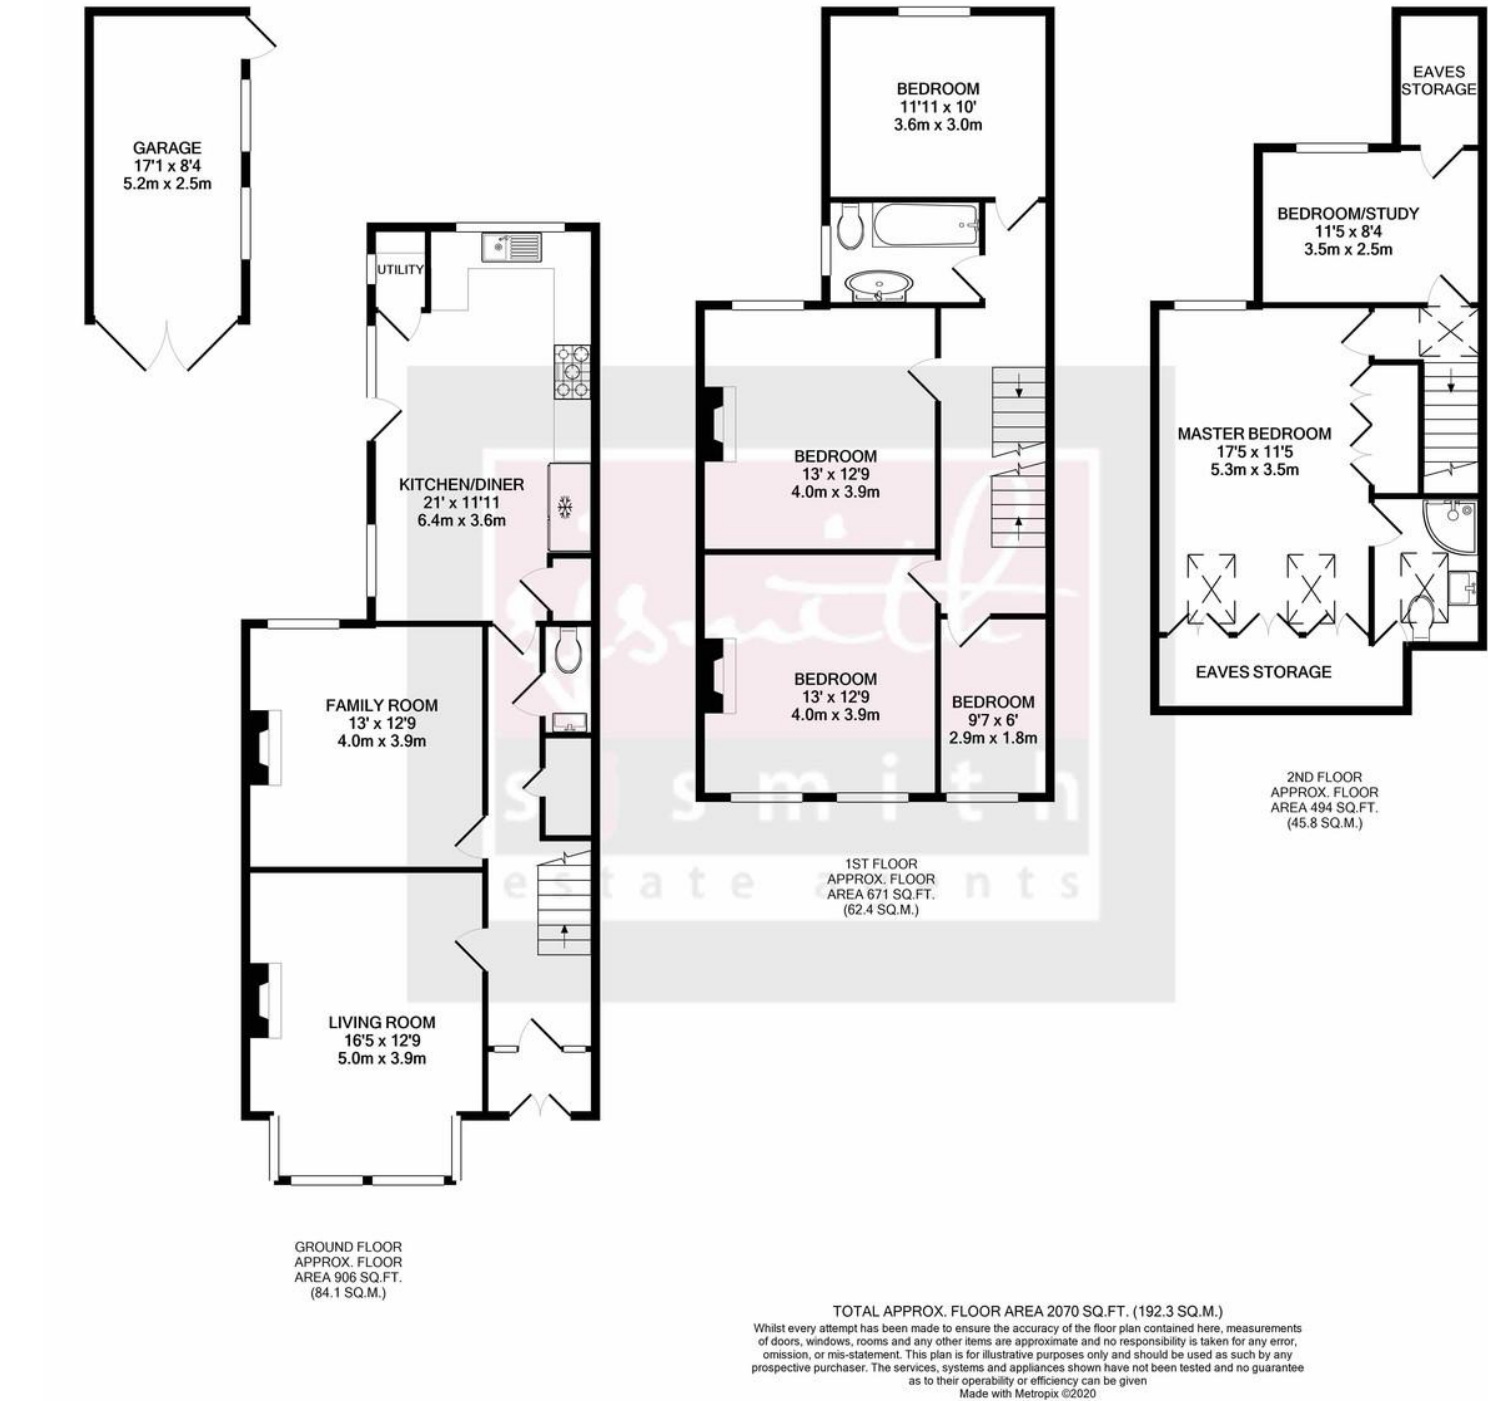 GARAGE
17'1 x 8'4
5.2m x 2.5m
UTILITY
KITCHEN/DINER
21' x 11'11
6.4m x 3.6m
FAMILY ROOM
13' x 12'9
4.0m x 3.9m
LIVING ROOM
16'5 x 12'9
5.0m x 3.9m
GROUND FLOOR
APPROX. FLOOR
AREA 906 SQ.FT.
(84.1 SQ.M.)
BEDROOM
11'11 x 10'
3.6m x 3.0m
BEDROOM
13' x 12'9
4.0m x 3.9m
BEDROOM
13' x 12'9
4.0m x 3.9m
BEDROOM
9'7 x 6'
2.9m x 1.8m
1ST FLOOR
APPROX. FLOOR
AREA 671 SQ.FT.
(62.4 SQ.M.)
EAVES
STORAGE
BEDROOM/STUDY
11'5 x 8'4
3.5m x 2.5m
MASTER BEDROOM
17'5 x 11'5
5.3m x 3.5m
EAVES STORAGE
2ND FLOOR
APPROX. FLOOR
AREA 494 SQ.FT.
(45.8 SQ.M.)
sjsmith
sj smith
estate agents
TOTAL APPROX. FLOOR AREA 2070 SQ.FT. (192.3 SQ.M.)
Whilst every attempt has been made to ensure the accuracy of the floor plan contained here, measurements
of doors, windows, rooms and any other items are approximate and no responsibility is taken for any error,
omission, or mis-statement. This plan is for illustrative purposes only and should be used as such by any
prospective purchaser. The services, systems and appliances shown have not been tested and no guarantee
as to their operability or efficiency can be given
Made with Metropix ©2020